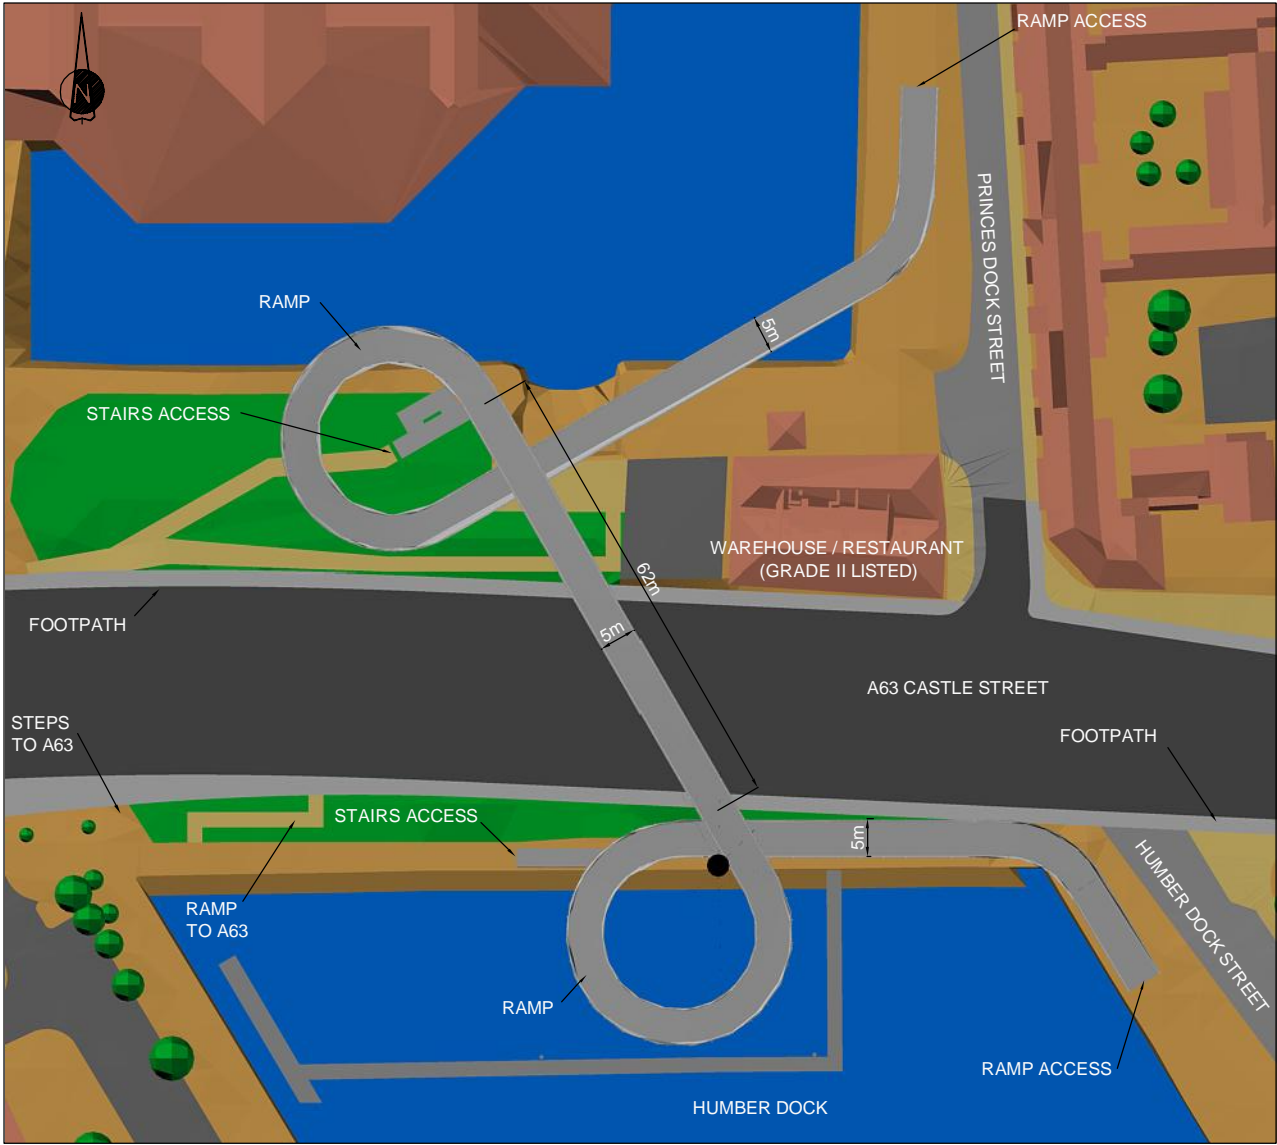 RAMP ACCESS
N
PRINCES DOCK STREET
RAMP
5m
STAIRS ACCESS
WAREHOUSE / RESTAURANT
(GRADE II LISTED)
62m
FOOTPATH
5m
A63 CASTLE STREET
STEPS
TO A63
FOOTPATH
STAIRS ACCESS
5m
HUMBER DOCK STREET
RAMP
TO A63
RAMP
RAMP ACCESS
HUMBER DOCK